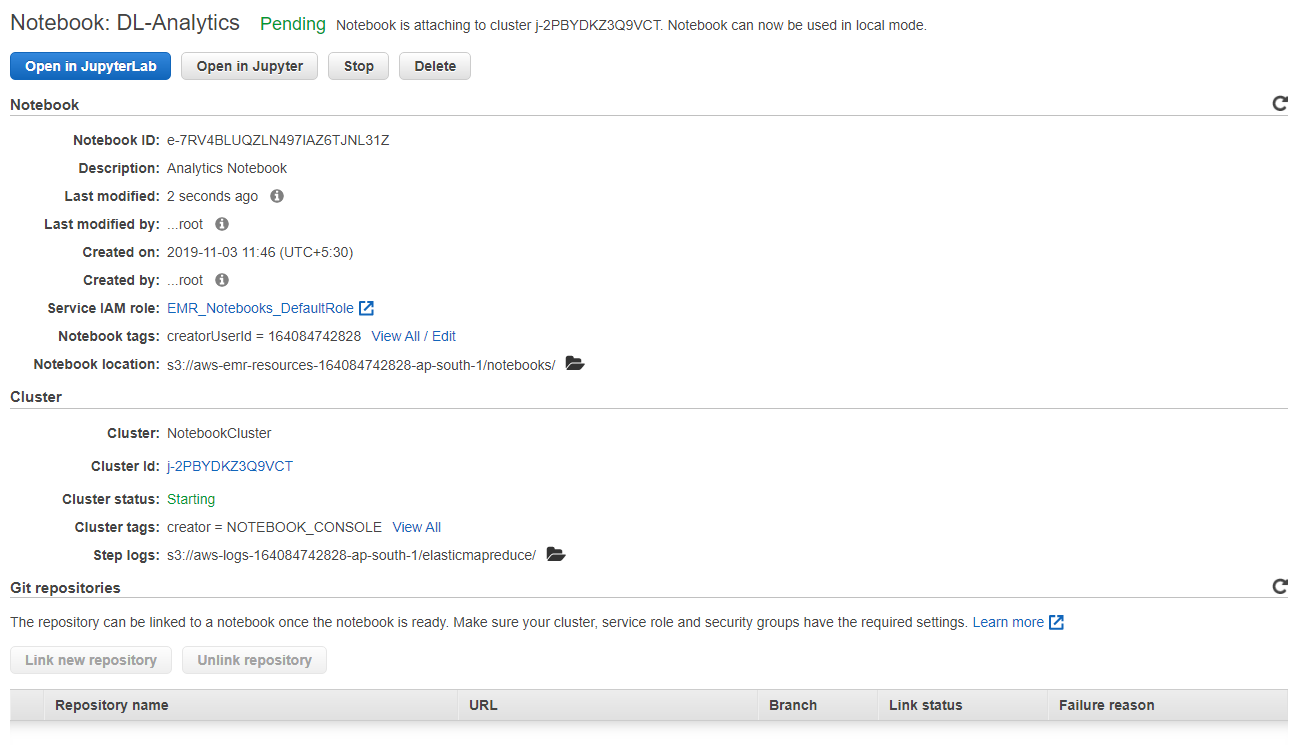 Notebook: DL-Analytics Pending Notebook is attaching to cluster j-2PBYDKZ3Q9VCT. Notebook can now be used in local mode.
Open in JupyterLab Open in Jupyter Stop Delete
Notebook
Notebook ID: e-7RV4BLUQZLN497IAZ6TJNL31Z
Description: Analytics Notebook
Last modified: 2 seconds ago
Last modified by: ...root
Created on: 2019-11-03 11:46 (UTC+5:30)
Created by: ...root
Service IAM role: EMR_Notebooks_DefaultRole
Notebook tags: creatorUserId = 164084742828 View All / Edit
Notebook location: s3://aws-emr-resources-164084742828-ap-south-1/notebooks/
Cluster
Cluster: NotebookCluster
Cluster Id: j-2PBYDKZ3Q9VCT
Cluster status: Starting
Cluster tags: creator = NOTEBOOK_CONSOLE View All
Step logs: s3://aws-logs-164084742828-ap-south-1/elasticmapreduce/
Git repositories
The repository can be linked to a notebook once the notebook is ready. Make sure your cluster, service role and security groups have the required settings. Learn more
Link new repository Unlink repository
Repository name URL Branch Link status Failure reason